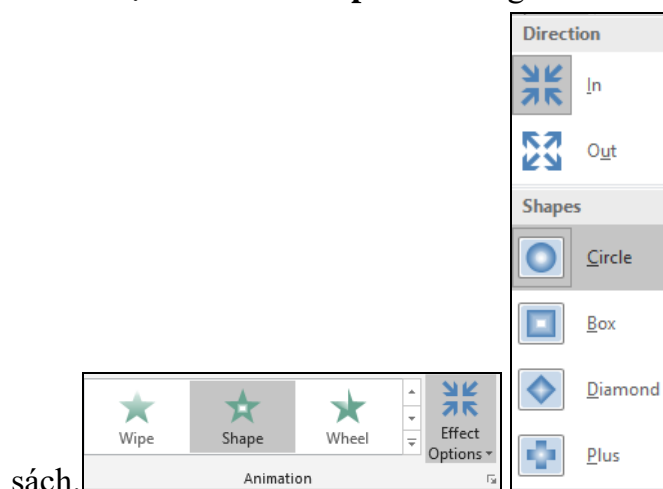 Direction
In
Out
Shapes
Circle
Box
Diamond
Plus
sách.
Wipe Shape Wheel Effect
Options
Animation